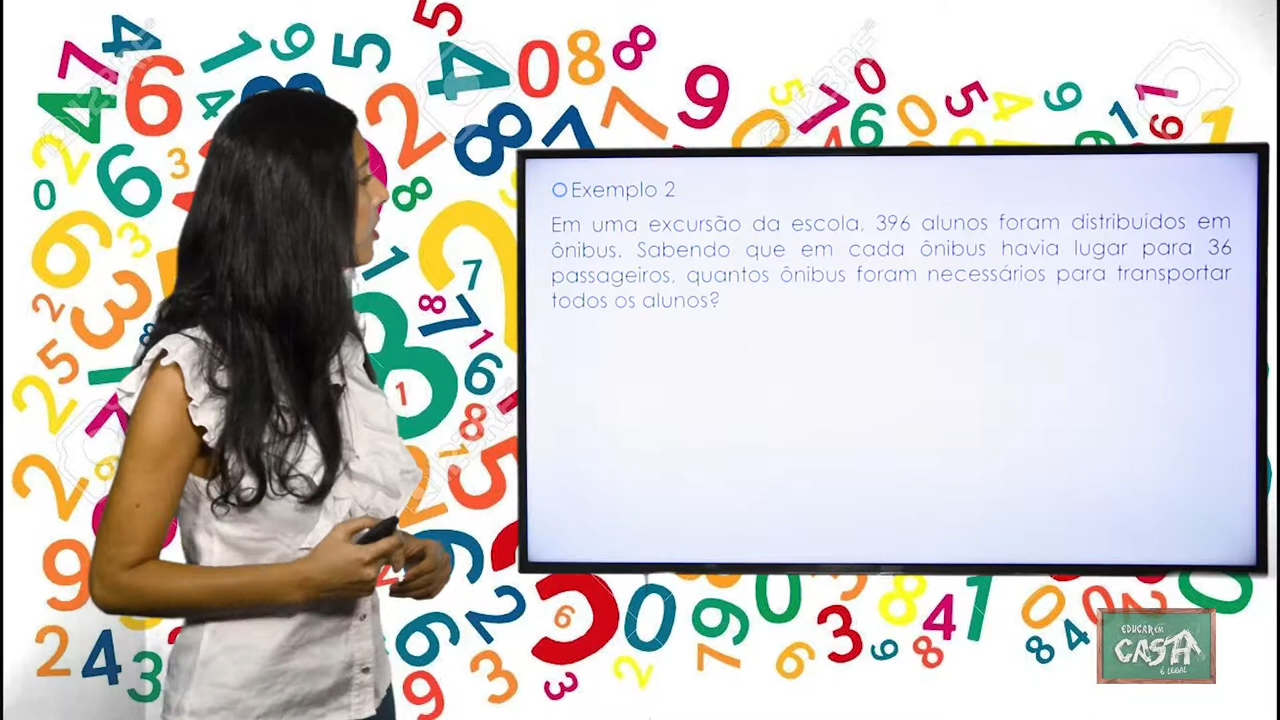 Exemplo 2
Em uma excursão da escola, 396 alunos foram distribuídos em
ônibus. Sabendo que em cada ônibus havia lugar para 36
passageiros, quantos ônibus foram necessários para transportar
todos os alunos?
EDUCAR EM
CASA
É LEGAL